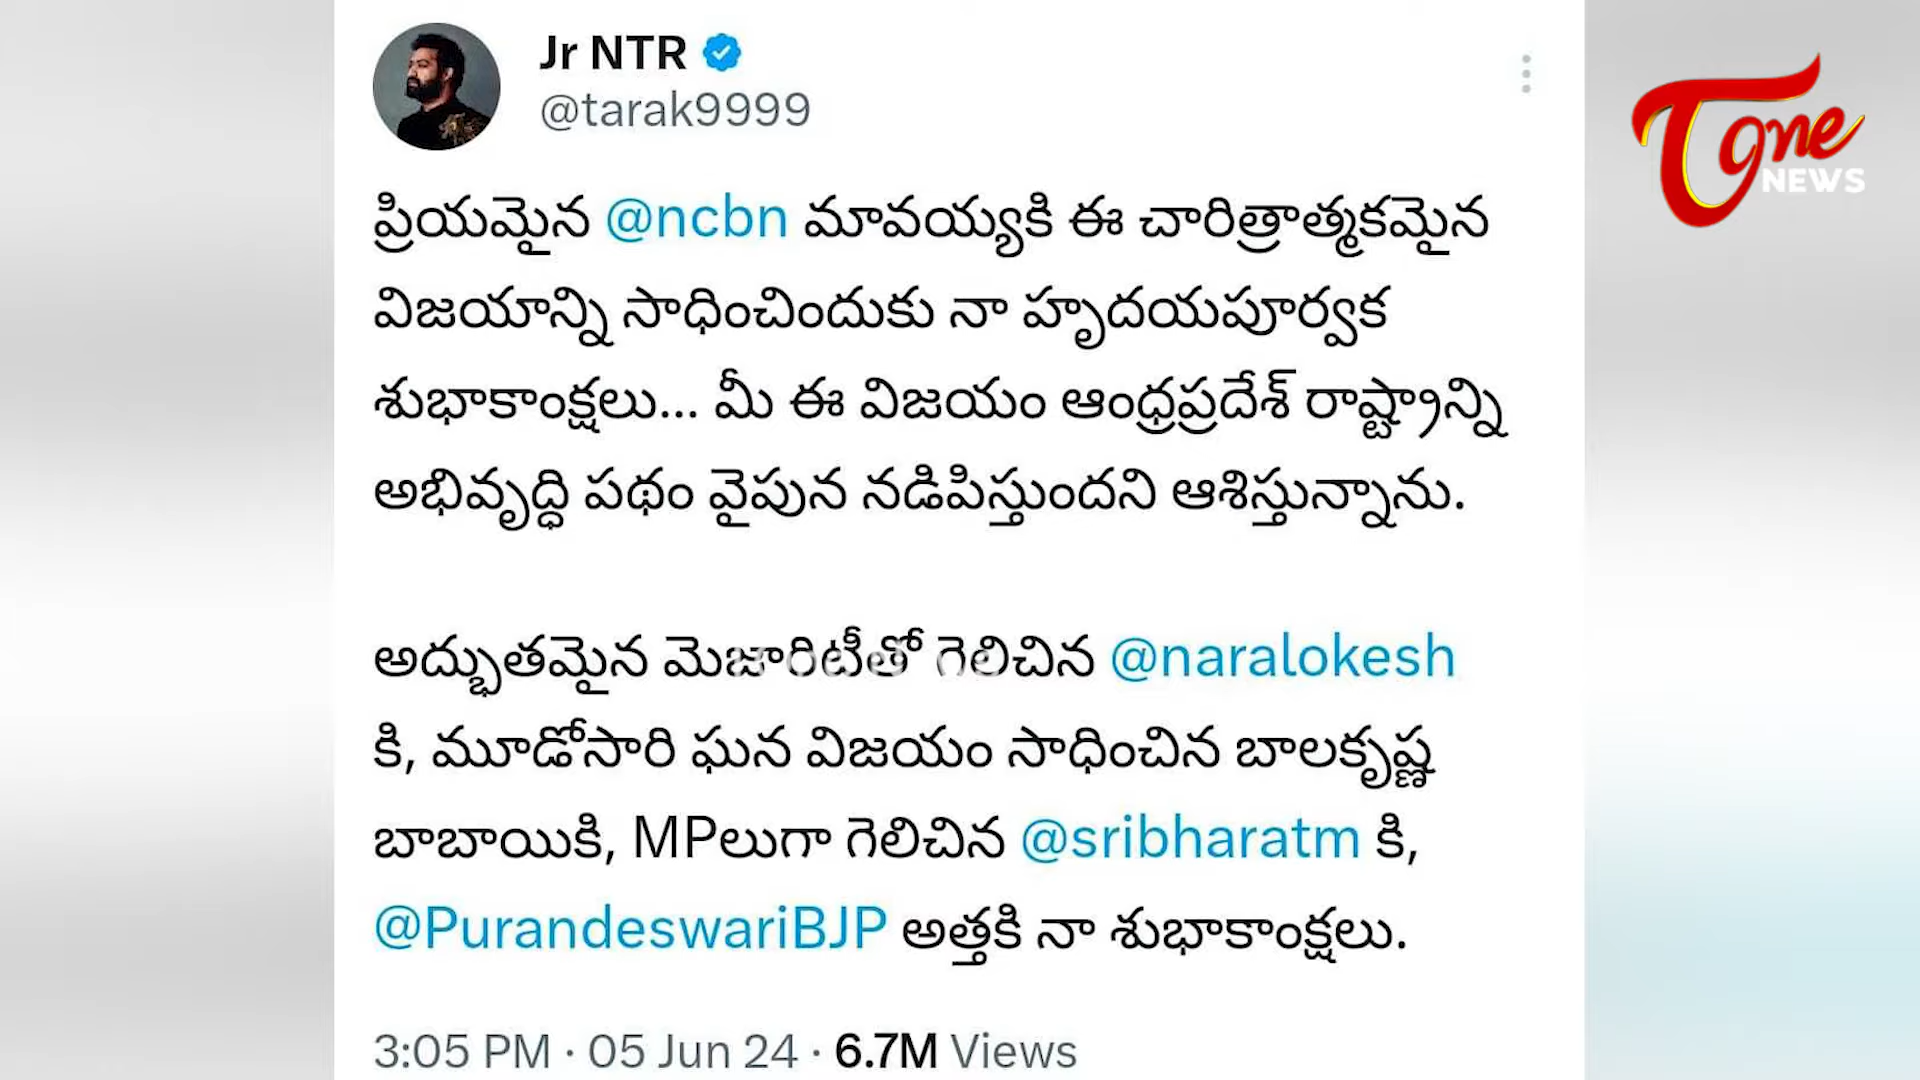 Jr NTR
@tarak9999
Tone
NEWS
ప్రియమైన @ncbn మావయ్యకి ఈ చారిత్రాత్మకమైన
విజయాన్ని సాధించిందుకు నా హృదయపూర్వక
శుభాకాంక్షలు... మీ ఈ విజయం ఆంధ్రప్రదేశ్ రాష్ట్రాన్ని
అభివృద్ధి పథం వైపున నడిపిస్తుందని ఆశిస్తున్నాను.
అద్భుతమైన మెజారిటీతో గెలిచిన @naralokesh
కి, మూడోసారి ఘన విజయం సాధించిన బాలకృష్ణ
బాబాయికి, MPలుగా గెలిచిన @sribharatm కి,
@PurandeswariBJP అత్తకి నా శుభాకాంక్షలు.
3:05 PM · 05 Jun 24 · 6.7M Views